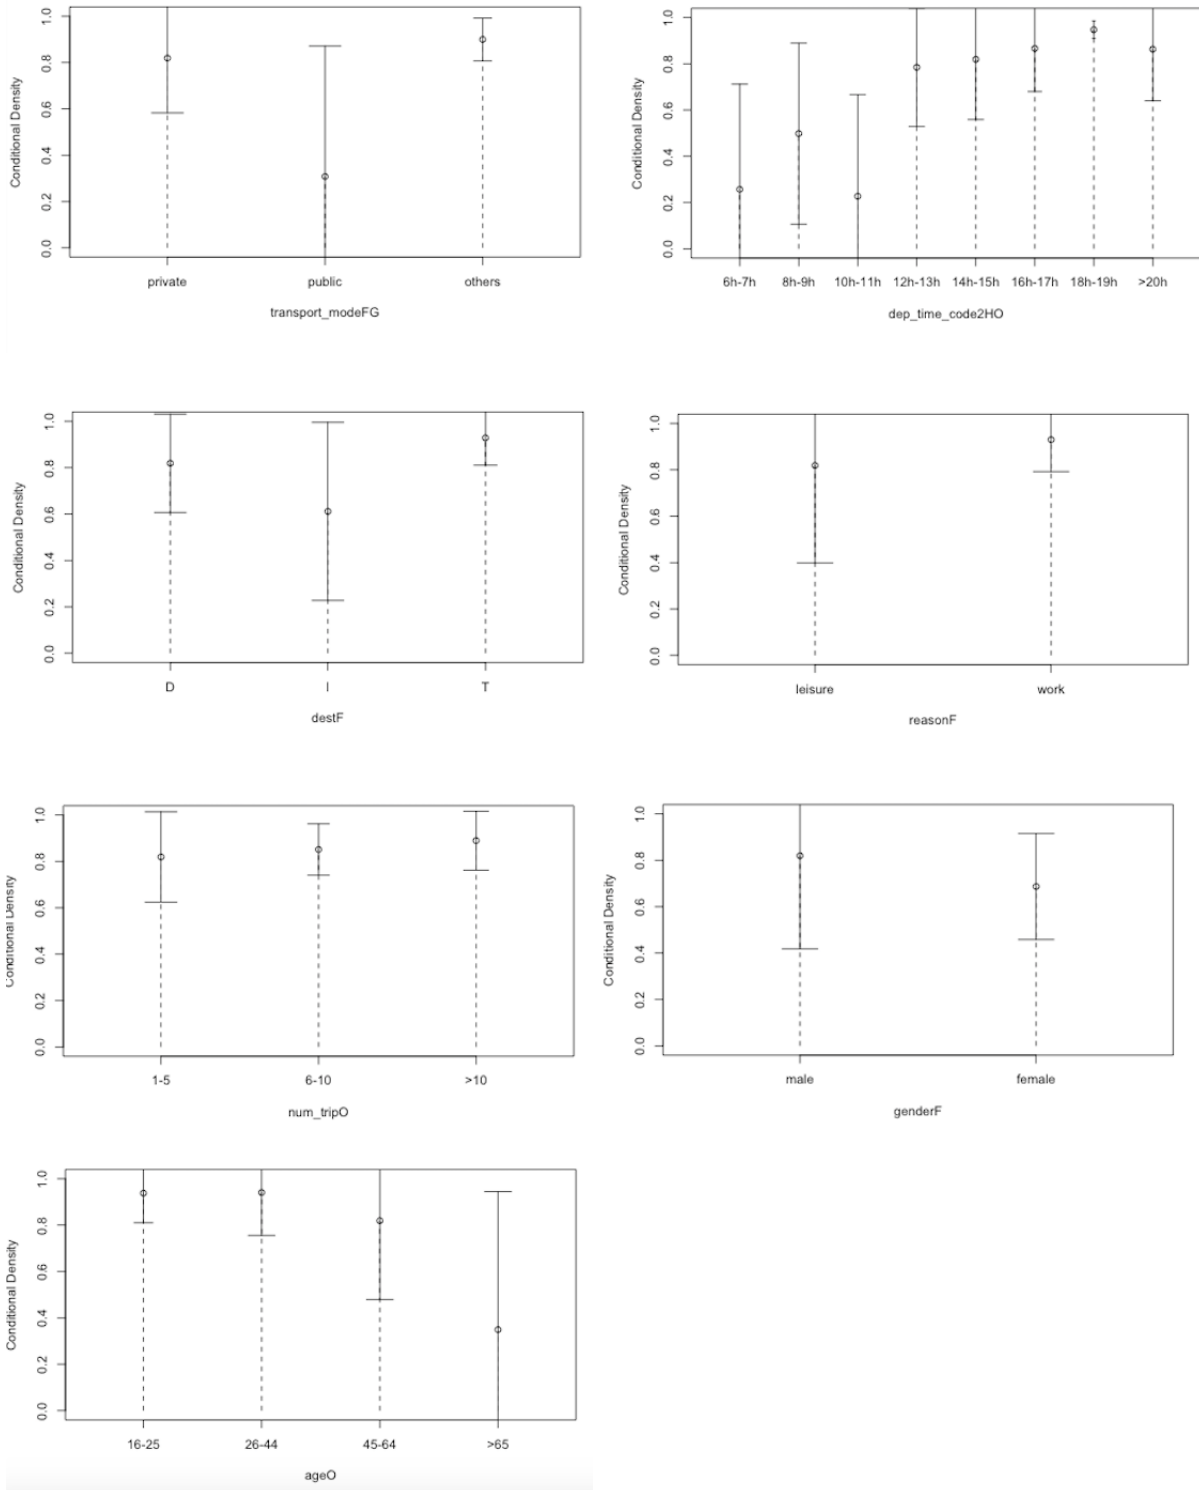 Conditional Density
0.0 0.2 0.4 0.6 0.8 1.0
private public others
transport_modeFG
Conditional Density
0.0 0.2 0.4 0.6 0.8 1.0
6h-7h 8h-9h 10h-11h 12h-13h 14h-15h 16h-17h 18h-19h >20h
dep_time_code2HO
Conditional Density
0.0 0.2 0.4 0.6 0.8 1.0
D I T
destF
Conditional Density
0.0 0.2 0.4 0.6 0.8 1.0
leisure work
reasonF
Conditional Density
0.0 0.2 0.4 0.6 0.8 1.0
1-5 6-10 >10
num_tripO
Conditional Density
0.0 0.2 0.4 0.6 0.8 1.0
male female
genderF
Conditional Density
0.0 0.2 0.4 0.6 0.8 1.0
16-25 26-44 45-64 >65
ageO